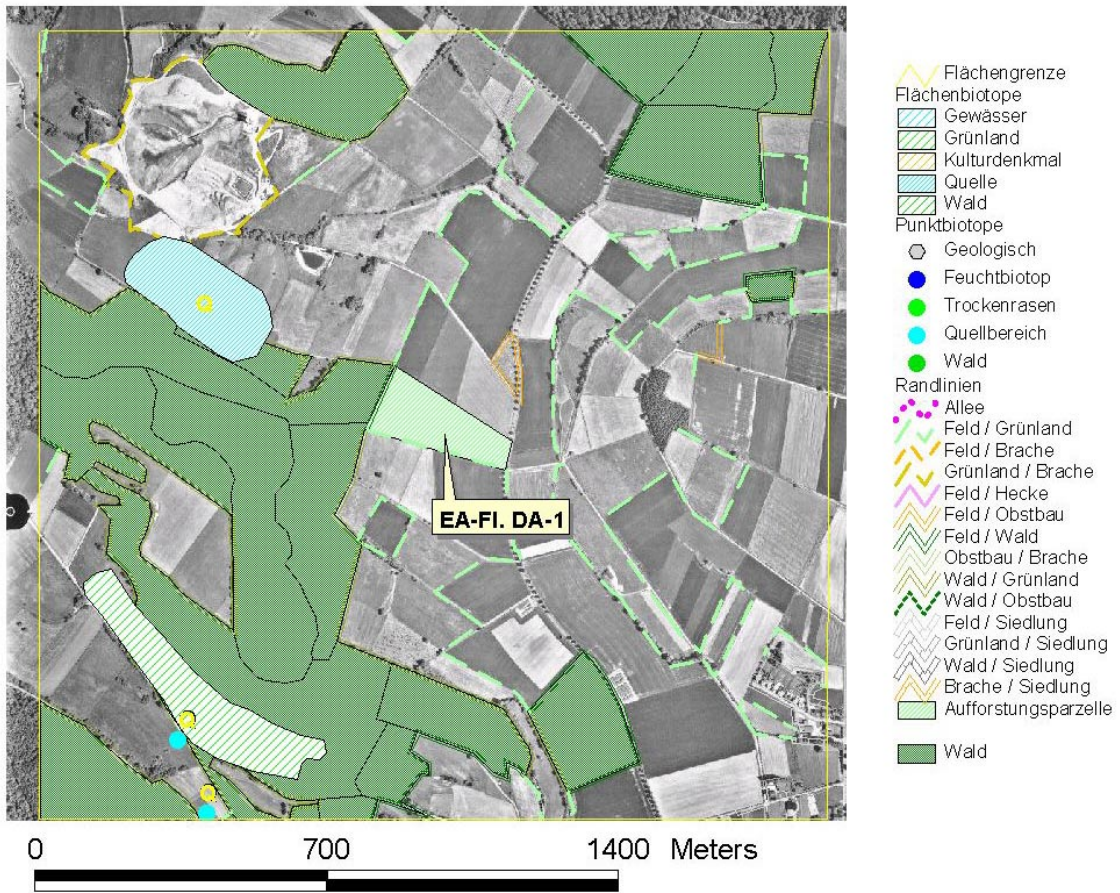 Flächengrenze
Flächenbiotope
Gewässer
Grünland
Kulturdenkmal
Quelle
Wald
Punktbiotope
Geologisch
Feuchtbiotop
Trockenrasen
Quellbereich
Wald
Randlinien
Allee
Feld / Grünland
Feld / Brache
Grünland / Brache
Feld / Hecke
Feld / Obstbau
Feld / Wald
Obstbau / Brache
Wald / Grünland
Wald / Obstbau
Feld / Siedlung
Grünland / Siedlung
Wald / Siedlung
Brache / Siedlung
Aufforstungsparzelle
Wald
Q
EA-Fl. DA-1
Q
Q
0 700 1400 Meters